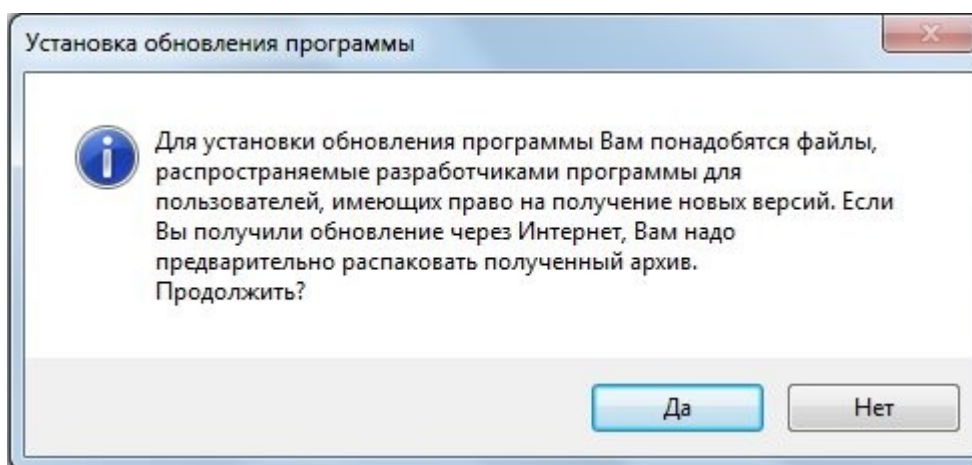 Установка обновления программы
Для установки обновления программы Вам понадобятся файлы,
распространяемые разработчиками программы для
пользователей, имеющих право на получение новых версий. Если
Вы получили обновление через Интернет, Вам надо
предварительно распаковать полученный архив.
Продолжить?
Да
Нет